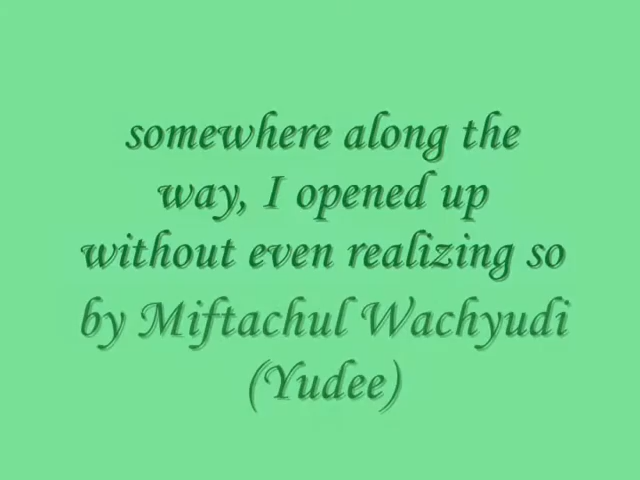 somewhere along the
way, I opened up
without even realizing so
by Miftachul Wachyudi
(Yudee)